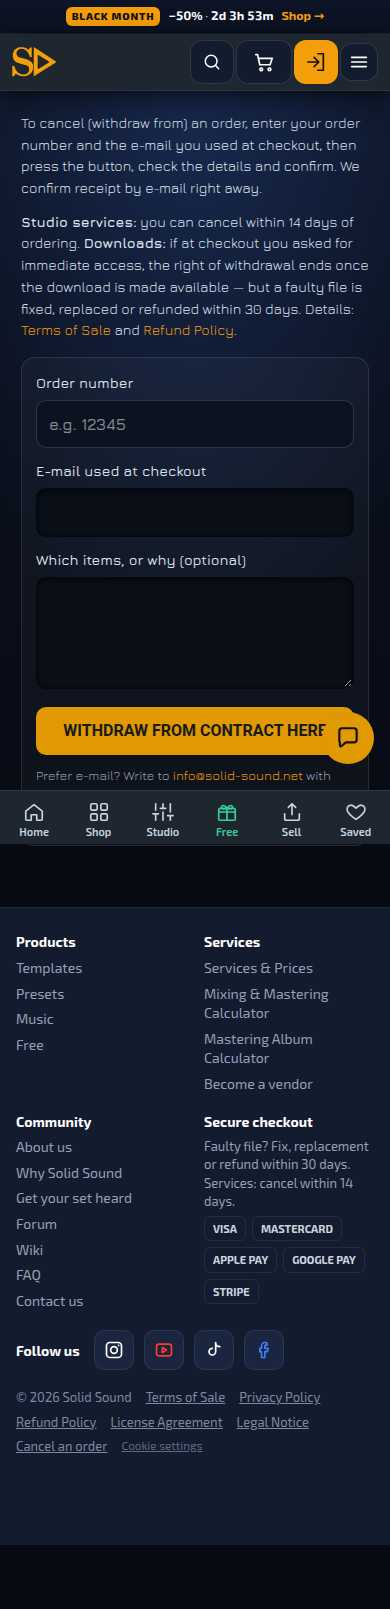 BLACK MONTH −50% · 2d 3h 53m Shop →
SD
To cancel (withdraw from) an order, enter your order
number and the e-mail you used at checkout, then
press the button, check the details and confirm. We
confirm receipt by e-mail right away.
Studio services: you can cancel within 14 days of
ordering. Downloads: if at checkout you asked for
immediate access, the right of withdrawal ends once
the download is made available — but a faulty file is
fixed, replaced or refunded within 30 days. Details:
Terms of Sale and Refund Policy.
Order number
e.g. 12345
E-mail used at checkout
Which items, or why (optional)
WITHDRAW FROM CONTRACT HERE
Prefer e-mail? Write to info@solid-sound.net with
Home Shop Studio Free Sell Saved
Products
Templates
Presets
Music
Free
Services
Services & Prices
Mixing & Mastering
Calculator
Mastering Album
Calculator
Become a vendor
Community
About us
Why Solid Sound
Get your set heard
Forum
Wiki
FAQ
Contact us
Secure checkout
Faulty file? Fix, replacement
or refund within 30 days.
Services: cancel within 14
days.
VISA MASTERCARD
APPLE PAY GOOGLE PAY
STRIPE
Follow us
© 2026 Solid Sound Terms of Sale Privacy Policy
Refund Policy License Agreement Legal Notice
Cancel an order Cookie settings